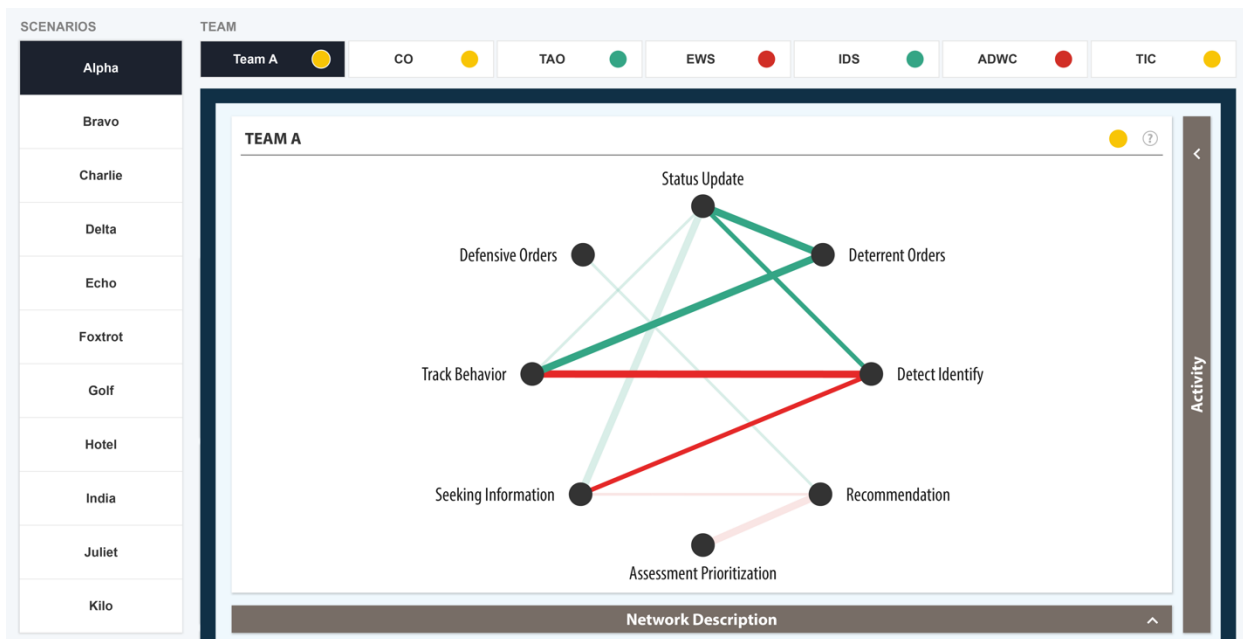 SCENARIOS
TEAM
Alpha
Bravo
Charlie
Delta
Echo
Foxtrot
Golf
Hotel
India
Juliet
Kilo
Team A
CO
TAO
EWS
IDS
ADWC
TIC
TEAM A
?
Status Update
Defensive Orders
Deterrent Orders
Track Behavior
Detect Identify
Seeking Information
Recommendation
Assessment Prioritization
Activity
Network Description